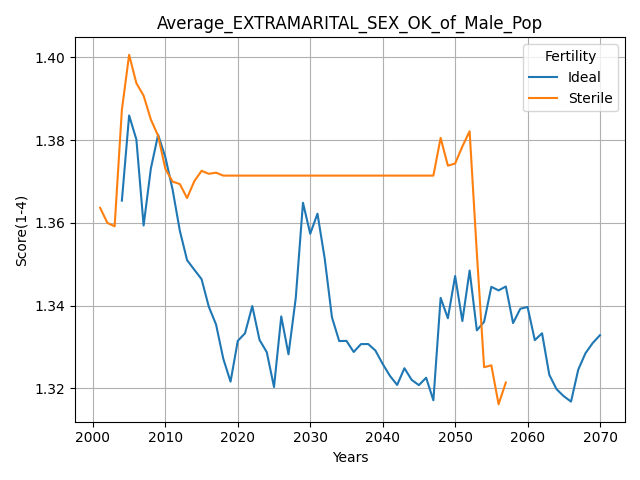 Average_EXTRAMARITAL_SEX_OK_of_Male_Pop
Fertility
Ideal
Sterile
Score(1-4)
1.40
1.38
1.36
1.34
1.32
2000 2010 2020 2030 2040 2050 2060 2070
Years